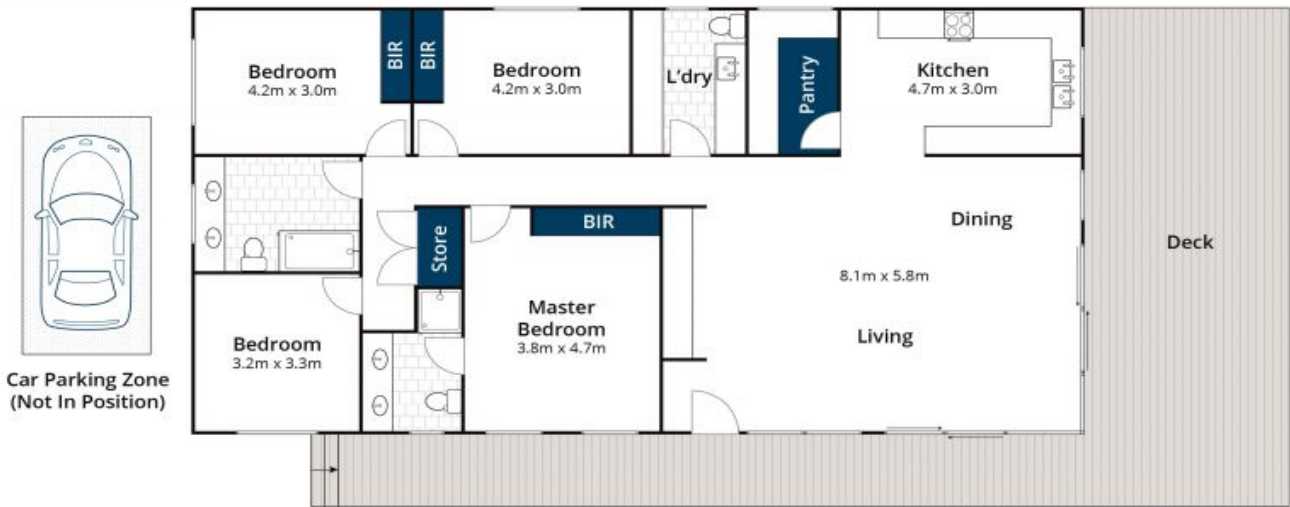 Bedroom
4.2m x 3.0m
BIR
BIR
Bedroom
4.2m x 3.0m
L'dry
Pantry
Kitchen
4.7m x 3.0m
Dining
Deck
BIR
Store
8.1m x 5.8m
Master
Bedroom
3.8m x 4.7m
Living
Bedroom
3.2m x 3.3m
Car Parking Zone
(Not In Position)